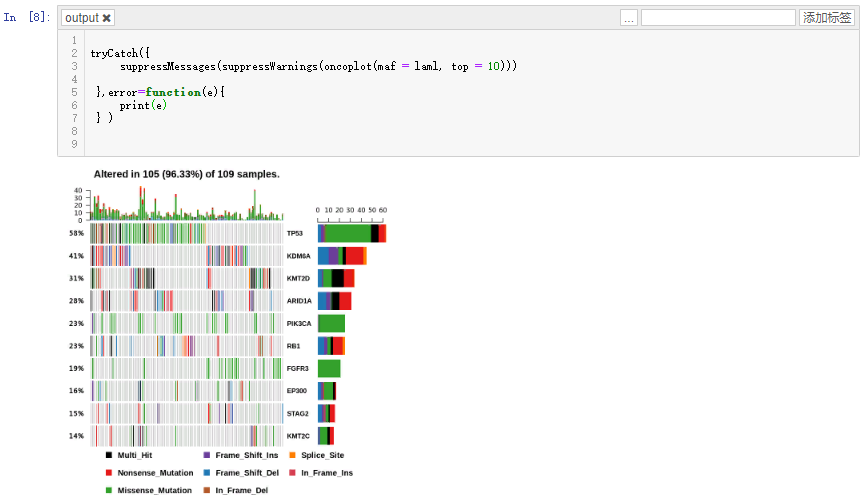 In [8]:
output ✖
...
添加标签
1
2 tryCatch({
3 suppressMessages(suppressWarnings(oncoplot(maf = laml, top = 10)))
4
5 },error=function(e){
6 print(e)
7 } )
8
9
Altered in 105 (96.33%) of 109 samples.
40
30
20
10
0
0 10 20 30 40 50 60
58% TP53
41% KDM6A
31% KMT2D
28% ARID1A
23% PIK3CA
23% RB1
19% FGFR3
16% EP300
15% STAG2
14% KMT2C
Multi_Hit Frame_Shift_Ins Splice_Site
Nonsense_Mutation Frame_Shift_Del In_Frame_Ins
Missense_Mutation In_Frame_Del